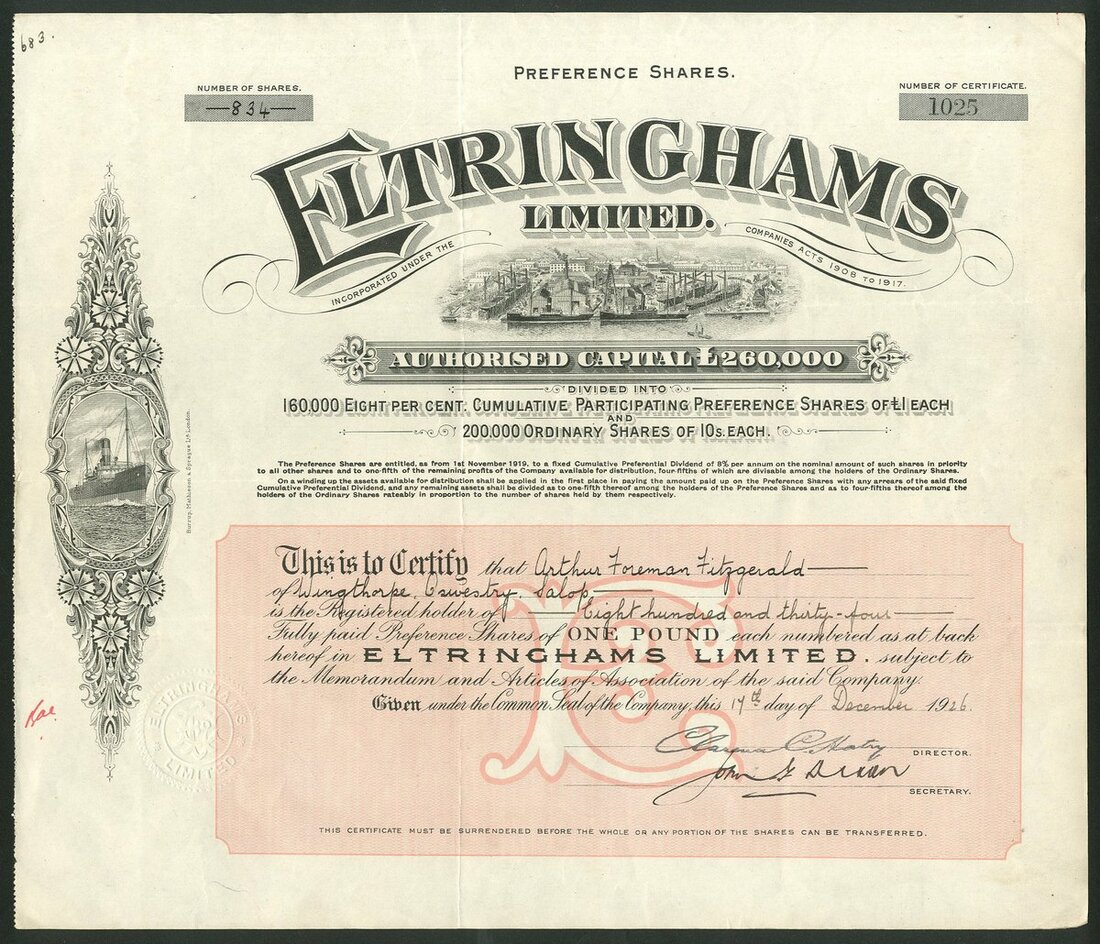 683.
PREFERENCE SHARES.
NUMBER OF SHARES.
—834—
NUMBER OF CERTIFICATE.
1025
ELTRINGHAMS
LIMITED.
INCORPORATED UNDER THE COMPANIES ACTS 1908 TO 1917.
AUTHORISED CAPITAL £260,000
DIVIDED INTO
160,000 EIGHT PER CENT. CUMULATIVE PARTICIPATING PREFERENCE SHARES OF £1 EACH
AND
200,000 ORDINARY SHARES OF 10s. EACH.
The Preference Shares are entitled, as from 1st November 1919, to a fixed Cumulative Preferential Dividend of 8% per annum on the nominal amount of such shares in priority
to all other shares and to one-fifth of the remaining profits of the Company available for distribution, four-fifths of which are divisable among the holders of the Ordinary Shares.
On a winding up the assets available for distribution shall be applied in the first place in paying the amount paid up on the Preference Shares with any arrears of the said fixed
Cumulative Preferential Dividend, and any remaining assets shall be divided as to one-fifth thereof among the holders of the Preference Shares and as to four-fifths thereof among the
holders of the Ordinary Shares rateably in proportion to the number of shares held by them respectively.
Burrup, Mathieson & Sprague Ltd London.
This is to Certify that Arthur Foreman Fitzgerald
of Wingthorpe, Oswestry, Salop
is the Registered holder of Eight hundred and thirty-four
Fully paid Preference Shares of ONE POUND each numbered as at back
hereof in ELTRINGHAMS LIMITED. subject to
the Memorandum and Articles of Association of the said Company.
Given under the Common Seal of the Company, this 17th day of December 1926.
DIRECTOR.
SECRETARY.
ELTRINGHAMS
LIMITED
THIS CERTIFICATE MUST BE SURRENDERED BEFORE THE WHOLE OR ANY PORTION OF THE SHARES CAN BE TRANSFERRED.